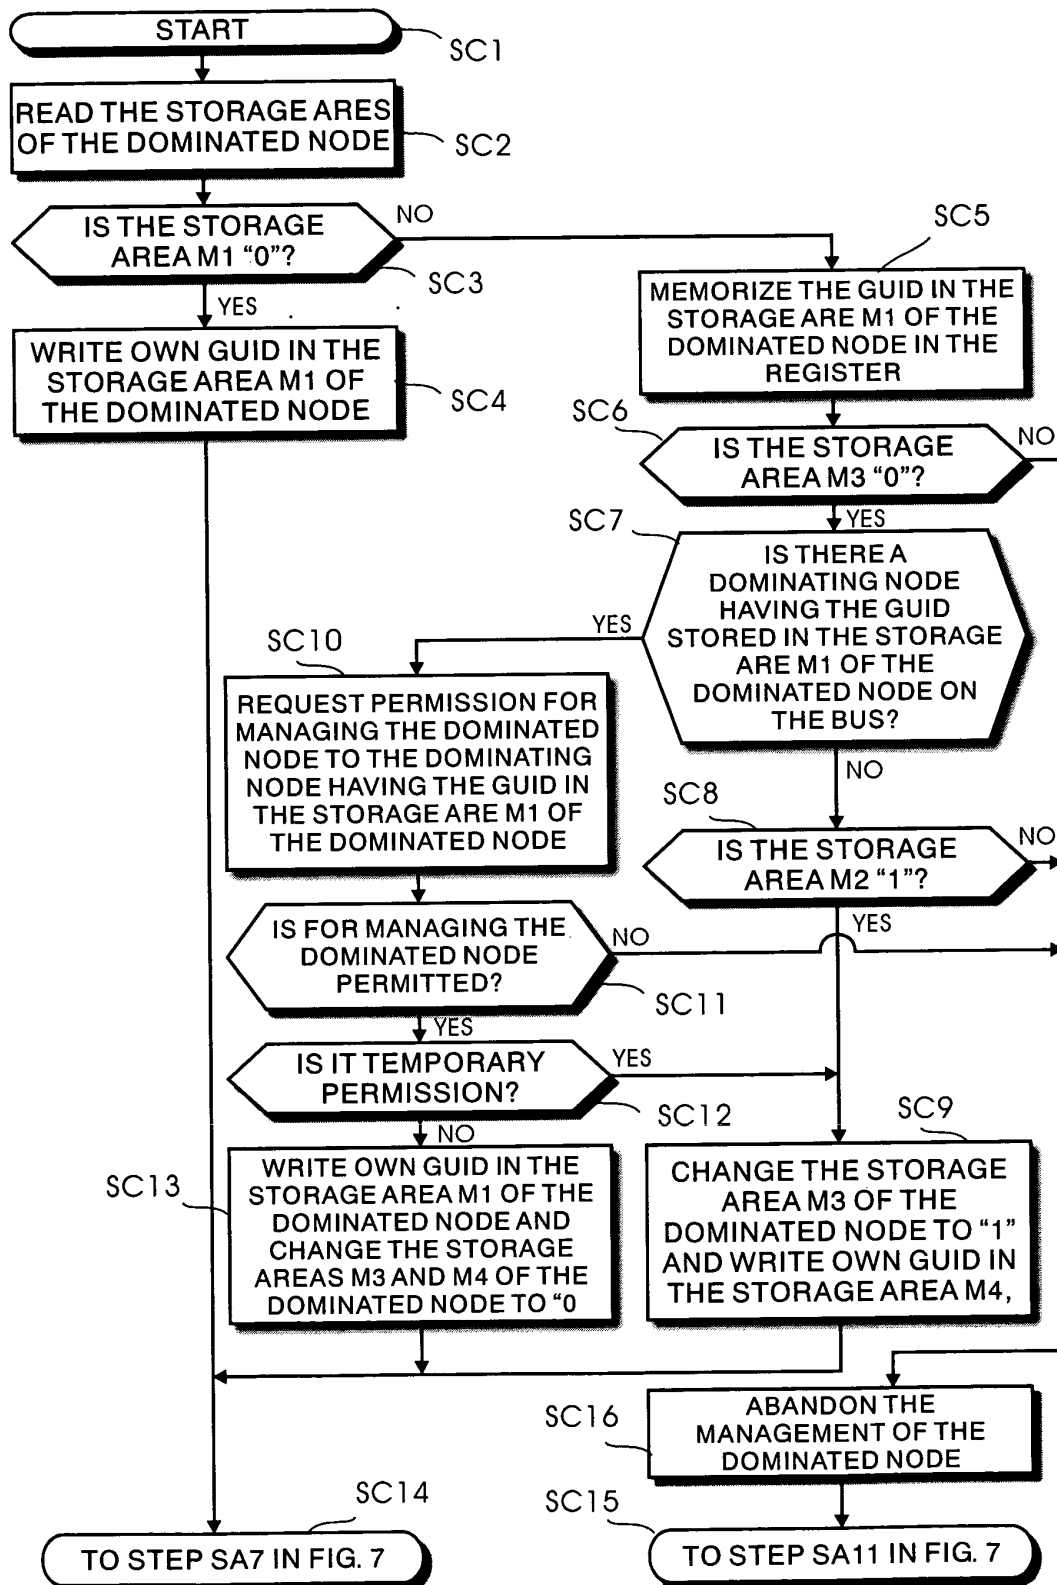 START
SC1
READ THE STORAGE ARES
OF THE DOMINATED NODE
SC2
IS THE STORAGE
AREA M1 “0”?
NO
SC3
YES
WRITE OWN GUID IN THE
STORAGE AREA M1 OF
THE DOMINATED NODE
SC4
SC5
MEMORIZE THE GUID IN THE
STORAGE ARE M1 OF THE
DOMINATED NODE IN THE
REGISTER
SC6
IS THE STORAGE
AREA M3 “0”?
NO
YES
SC7
IS THERE A
DOMINATING NODE
HAVING THE GUID
STORED IN THE STORAGE
ARE M1 OF THE
DOMINATED NODE ON
THE BUS?
YES
NO
SC10
REQUEST PERMISSION FOR
MANAGING THE DOMINATED
NODE TO THE DOMINATING
NODE HAVING THE GUID IN
THE STORAGE ARE M1 OF
THE DOMINATED NODE
SC8
IS THE STORAGE
AREA M2 “1”?
NO
YES
IS FOR MANAGING THE
DOMINATED NODE
PERMITTED?
NO
SC11
YES
IS IT TEMPORARY
PERMISSION?
YES
SC12
NO
SC13
WRITE OWN GUID IN THE
STORAGE AREA M1 OF THE
DOMINATED NODE AND
CHANGE THE STORAGE
AREAS M3 AND M4 OF THE
DOMINATED NODE TO “0
SC9
CHANGE THE STORAGE
AREA M3 OF THE
DOMINATED NODE TO “1”
AND WRITE OWN GUID IN
THE STORAGE AREA M4,
SC16
ABANDON THE
MANAGEMENT OF THE
DOMINATED NODE
SC14
TO STEP SA7 IN FIG. 7
SC15
TO STEP SA11 IN FIG. 7